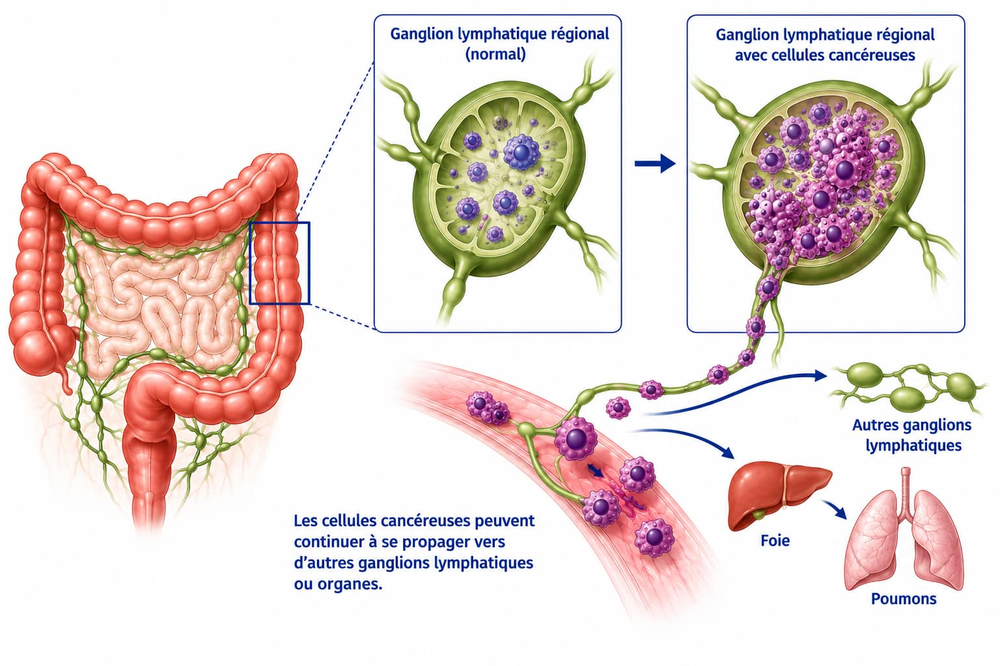 Ganglion lymphatique régional
(normal)
Ganglion lymphatique régional
avec cellules cancéreuses
Autres ganglions
lymphatiques
Foie
Poumons
Les cellules cancéreuses peuvent
continuer à se propager vers
d'autres ganglions lymphatiques
ou organes.